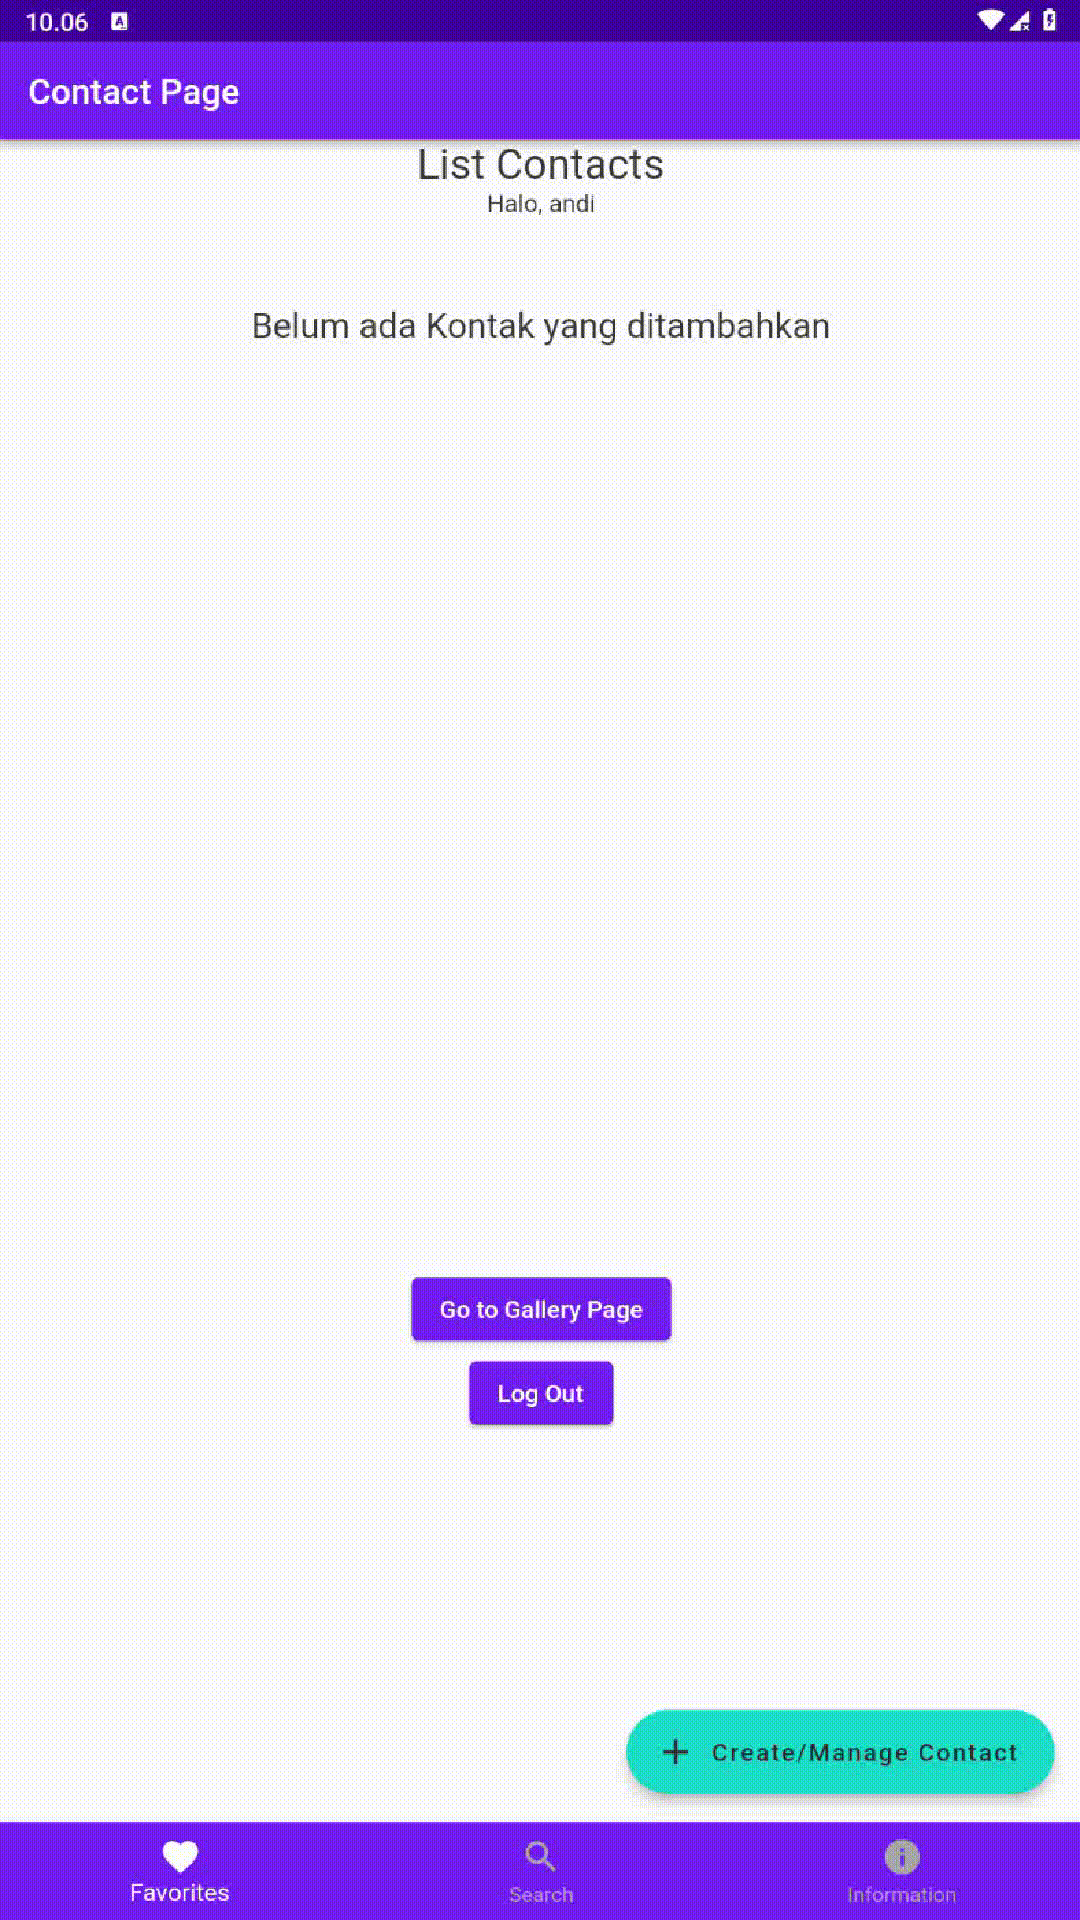 10.06
Contact Page
List Contacts
Halo, andi
Belum ada Kontak yang ditambahkan
Go to Gallery Page
Log Out
Create/Manage Contact
Favorites
Search
Information